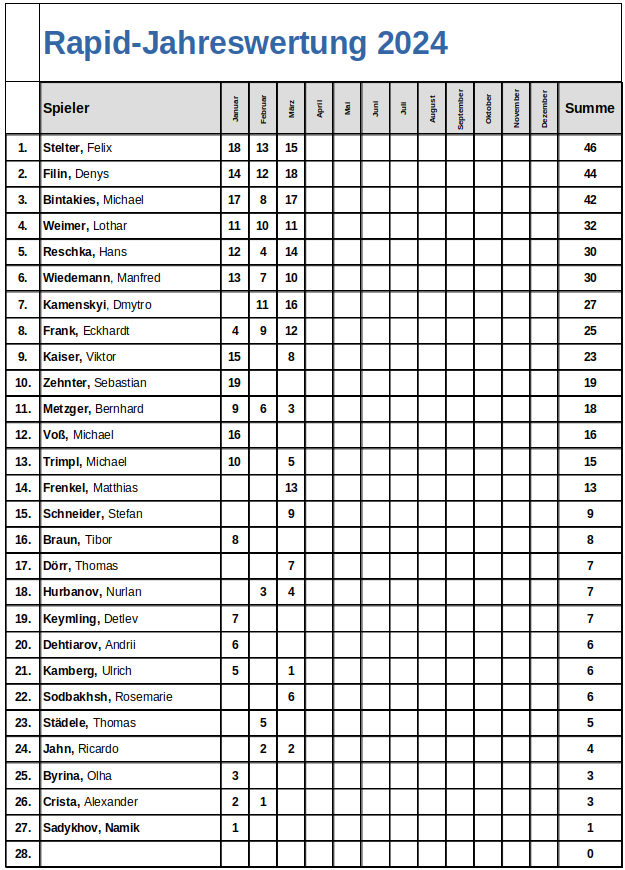 Rapid-Jahreswertung 2024
Spieler Januar Februar März April Mai Juni Juli August September Oktober November Dezember Summe
1. Stelter, Felix 18 13 15 46
2. Filin, Denys 14 12 18 44
3. Bintakies, Michael 17 8 17 42
4. Weimer, Lothar 11 10 11 32
5. Reschka, Hans 12 4 14 30
6. Wiedemann, Manfred 13 7 10 30
7. Kamenskyi, Dmytro 11 16 27
8. Frank, Eckhardt 4 9 12 25
9. Kaiser, Viktor 15 8 23
10. Zehnter, Sebastian 19 19
11. Metzger, Bernhard 9 6 3 18
12. Voß, Michael 16 16
13. Trimpl, Michael 10 5 15
14. Frenkel, Matthias 13 13
15. Schneider, Stefan 9 9
16. Braun, Tibor 8 8
17. Dörr, Thomas 7 7
18. Hurbanov, Nurlan 3 4 7
19. Keymling, Detlev 7 7
20. Dehtiarov, Andrii 6 6
21. Kamberg, Ulrich 5 1 6
22. Sodbakhsh, Rosemarie 6 6
23. Städele, Thomas 5 5
24. Jahn, Ricardo 2 2 4
25. Byrina, Olha 3 3
26. Crista, Alexander 2 1 3
27. Sadykhov, Namik 1 1
28. 0